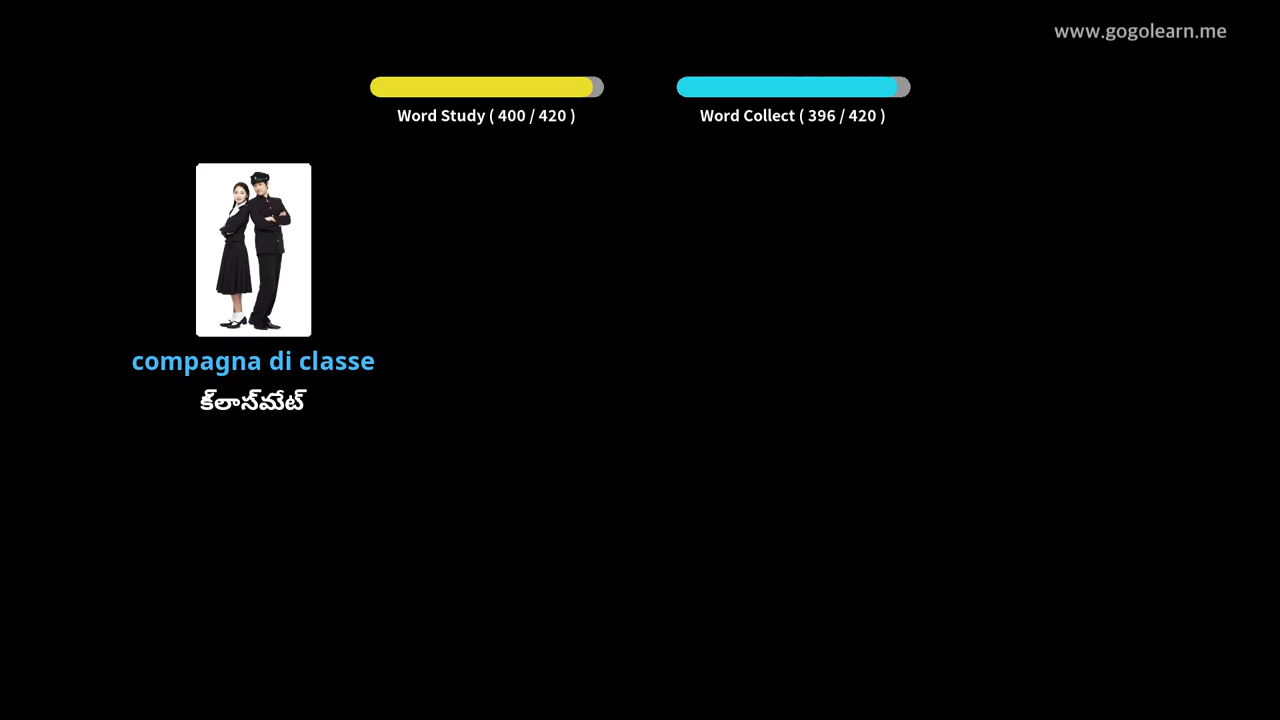 www.gogolearn.me
Word Study ( 400 / 420 )
Word Collect ( 396 / 420 )
compagna di classe
క్‌లాస్‌మేట్